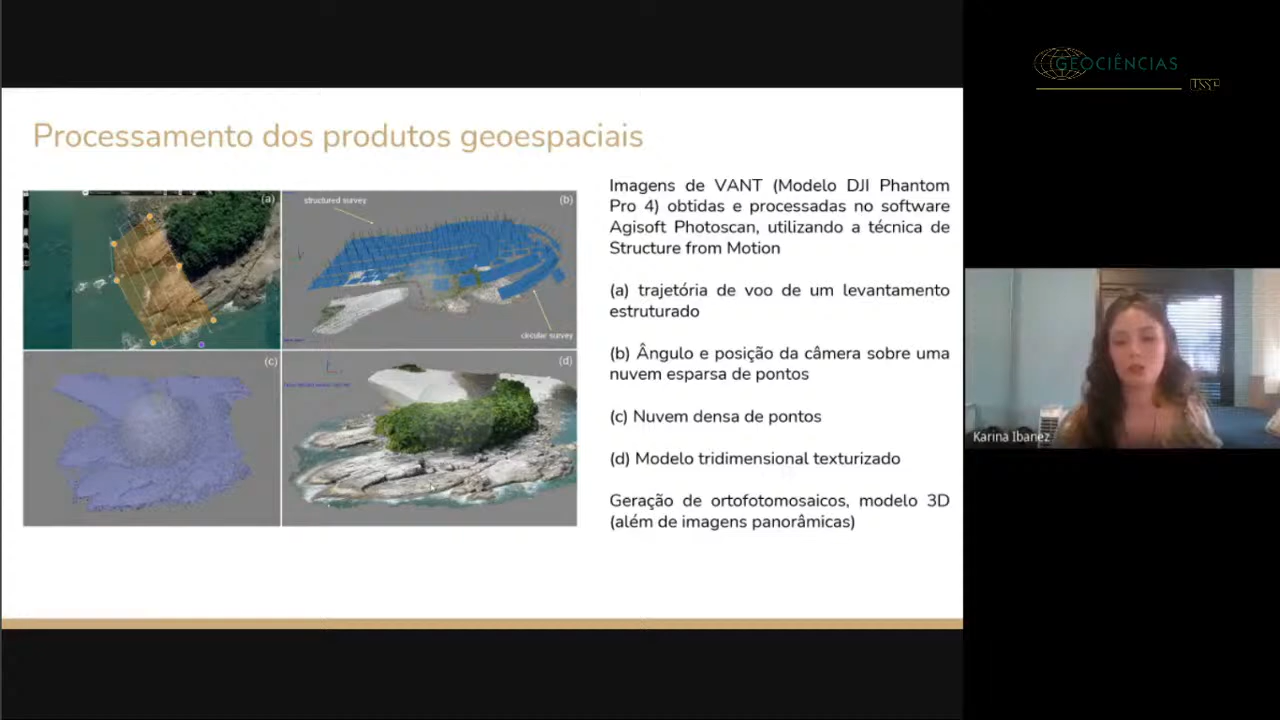 GEOCIÊNCIAS
USP
Processamento dos produtos geoespaciais
(a)
structured survey
(b)
circular survey
(c)
(d)
Imagens de VANT (Modelo DJI Phantom
Pro 4) obtidas e processadas no software
Agisoft Photoscan, utilizando a técnica de
Structure from Motion
(a) trajetória de voo de um levantamento
estruturado
(b) Ângulo e posição da câmera sobre uma
nuvem esparsa de pontos
(c) Nuvem densa de pontos
(d) Modelo tridimensional texturizado
Geração de ortofotomosaicos, modelo 3D
(além de imagens panorâmicas)
Karina Ibanez